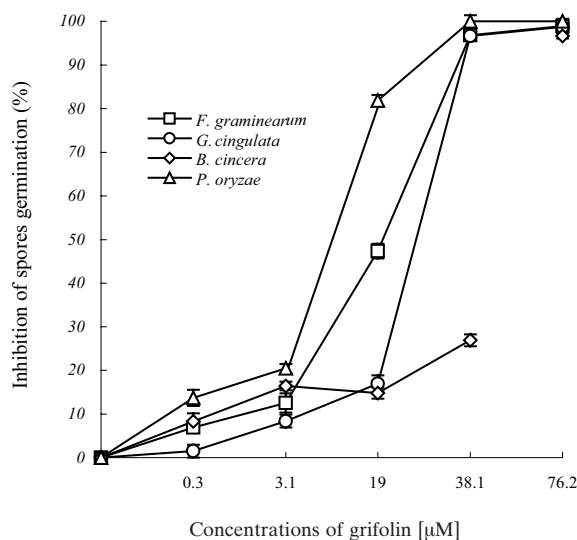 Inhibition of spores germination (%)
100
90
80
70
60
50
40
30
20
10
0
F. graminearum
G. cingulata
B. cincera
P. oryzae
0.3 3.1 19 38.1 76.2
Concentrations of grifolin [μM]